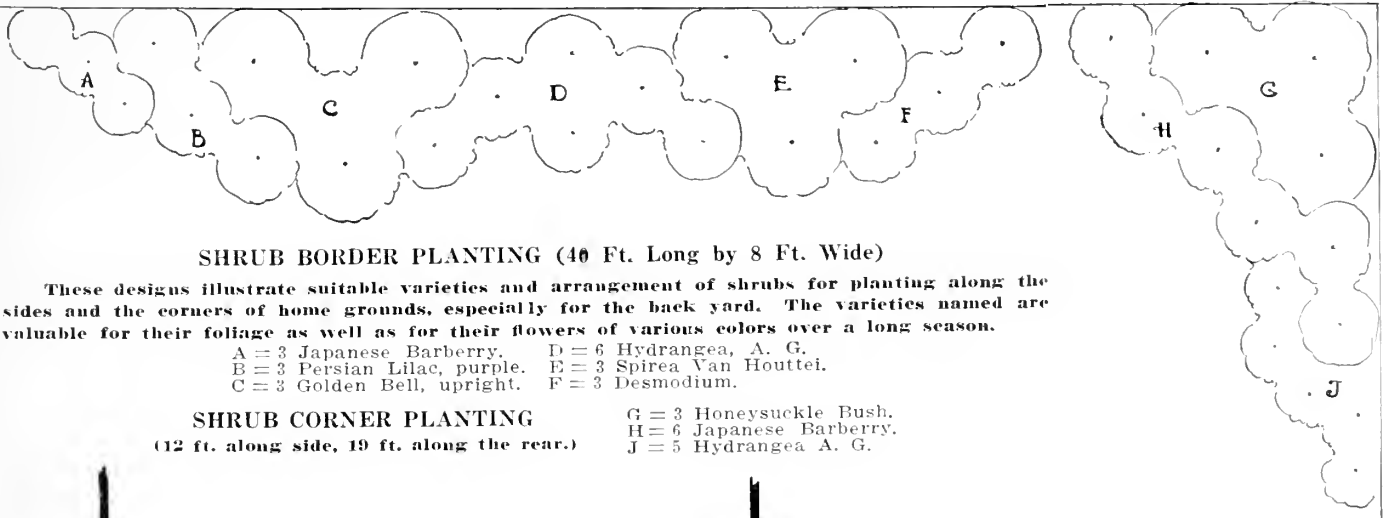 A
B
C
D
E
F
G
H
J
SHRUB BORDER PLANTING (40 Ft. Long by 8 Ft. Wide)
These designs illustrate suitable varieties and arrangement of shrubs for planting along the
sides and the corners of home grounds, especially for the back yard. The varieties named are
valuable for their foliage as well as for their flowers of various colors over a long season.
A = 3 Japanese Barberry. D = 6 Hydrangea, A. G.
B = 3 Persian Lilac, purple. E = 3 Spirea Van Houttei.
C = 3 Golden Bell, upright. F = 3 Desmodium.
SHRUB CORNER PLANTING
(12 ft. along side, 19 ft. along the rear.)
G = 3 Honeysuckle Bush.
H = 6 Japanese Barberry.
J = 5 Hydrangea A. G.